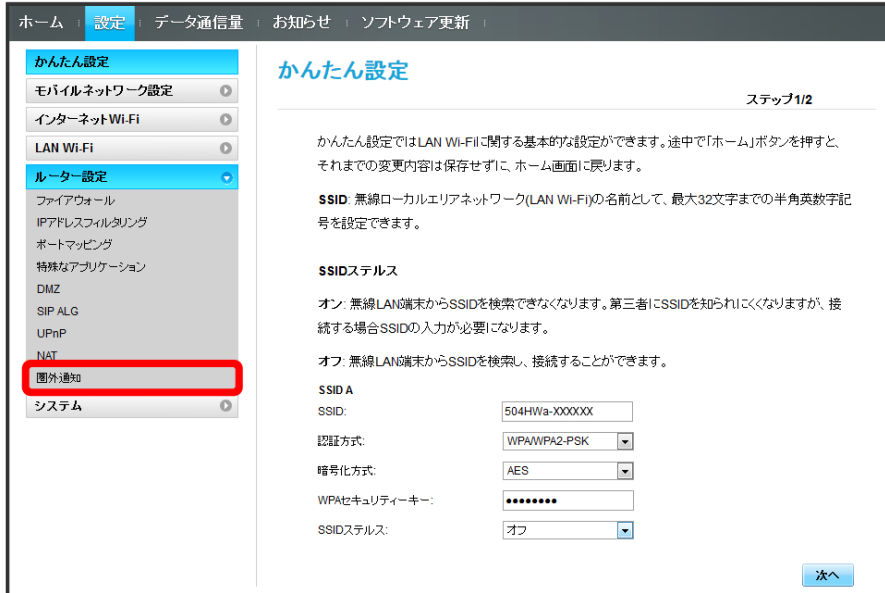 ホーム 設定 データ通信量 お知らせ ソフトウェア更新
かんたん設定
モバイルネットワーク設定
インターネットWi-Fi
LAN Wi-Fi
ルーター設定
ファイアウォール
IPアドレスフィルタリング
ポートマッピング
特殊なアプリケーション
DMZ
SIP ALG
UPnP
NAT
圏外通知
システム
かんたん設定
ステップ1/2
かんたん設定ではLAN Wi-Fiに関する基本的な設定ができます。途中で「ホーム」ボタンを押すと、
それまでの変更内容は保存せずに、ホーム画面に戻ります。
SSID: 無線ローカルエリアネットワーク(LAN Wi-Fi)の名前として、最大32文字までの半角英数字記
号を設定できます。
SSIDステルス
オン: 無線LAN端末からSSIDを検索できなくなります。第三者にSSIDを知られにくくなりますが、接
続する場合SSIDの入力が必要になります。
オフ: 無線LAN端末からSSIDを検索し、接続することができます。
SSID A
SSID: 504HWa-XXXXXX
認証方式: WPA/WPA2-PSK
暗号化方式: AES
WPAセキュリティーキー: ••••••••
SSIDステルス: オフ
次へ